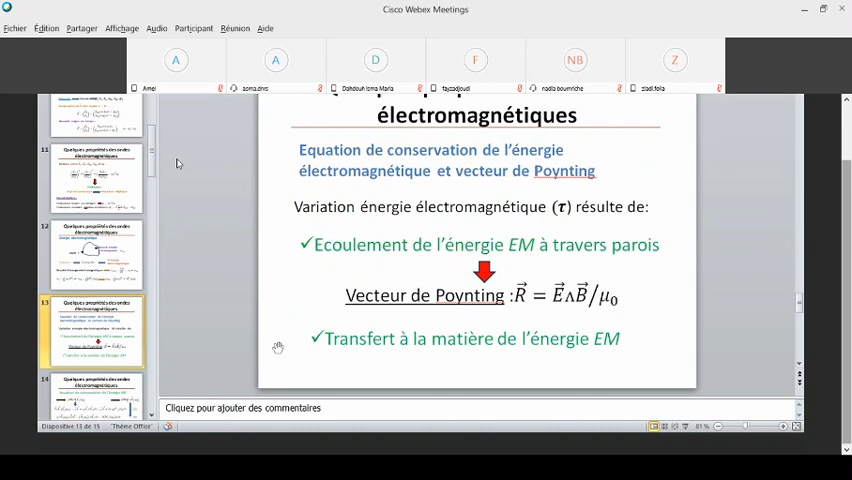 Cisco Webex Meetings
Fichier Édition Partager Affichage Audio Participant Réunion Aide
A A D F NB Z
Amel asma.dnrs Dahdouh Isma Maria fayzadjoudi nadia boumriche ziadi.folla
électromagnétiques
Equation de conservation de l'énergie
électromagnétique et vecteur de Poynting
Variation énergie électromagnétique (τ) résulte de:
✓Ecoulement de l'énergie EM à travers parois
Vecteur de Poynting :R⃗ = E⃗ ∧ B⃗/μ₀
✓Transfert à la matière de l'énergie EM
11
Quelques propriétés des ondes
électromagnétiques
12
Quelques propriétés des ondes
électromagnétiques
13
Quelques propriétés des ondes
électromagnétiques
14
Quelques propriétés des ondes
électromagnétiques
Cliquez pour ajouter des commentaires
Diapositive 13 de 15 "Thème Office" 81 %